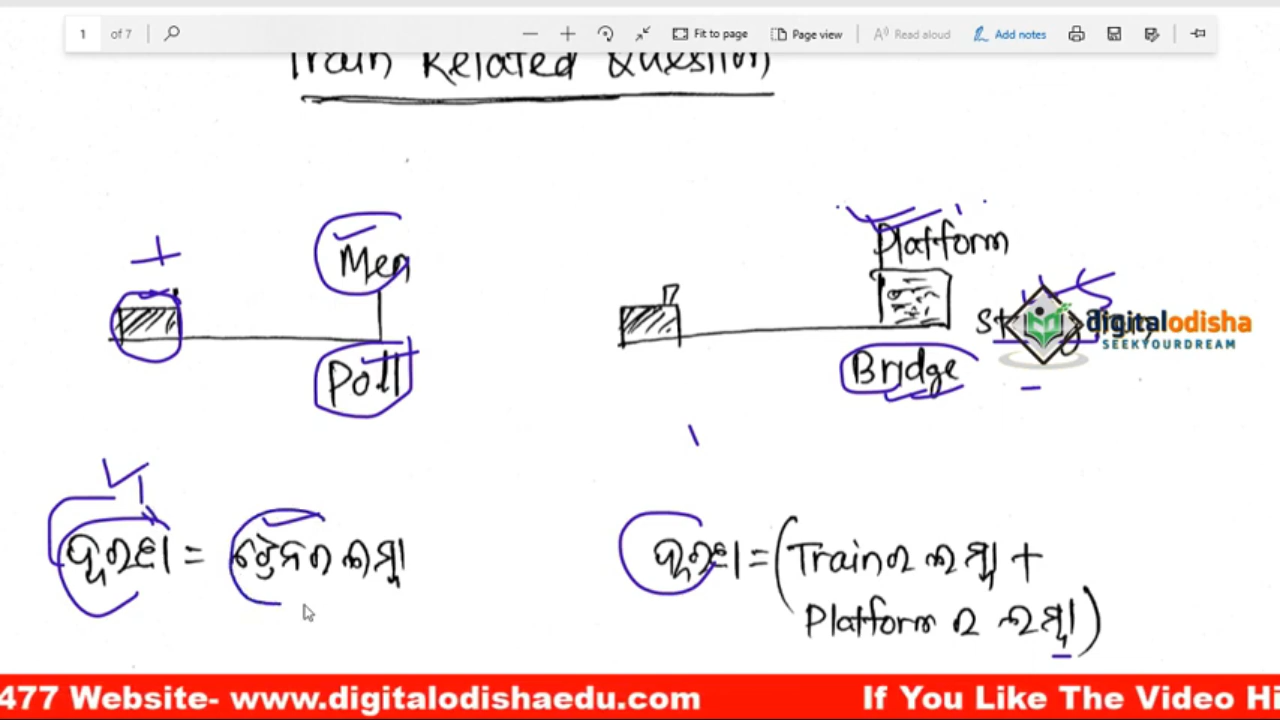 1 of 7 Fit to page Page view Read aloud Add notes
Train Related Question
Men
Platform
digitalodisha
SEEKYOURDREAM
Poll
Bridge
ଦୂରତା = ଟ୍ରେନର ଲମ୍ବା
ଦୂରତା = (Trainର ଲମ୍ବା +
Platform ର ଲମ୍ବା)
477 Website- www.digitalodishaedu.com If You Like The Video Hi